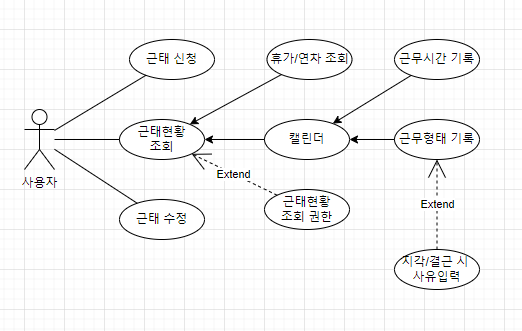 근태 신청
휴가/연차 조회
근무시간 기록
근태현황
조회
캘린더
근무형태 기록
사용자
Extend
근태 수정
근태현황
조회 권한
Extend
지각/결근 시
사유입력